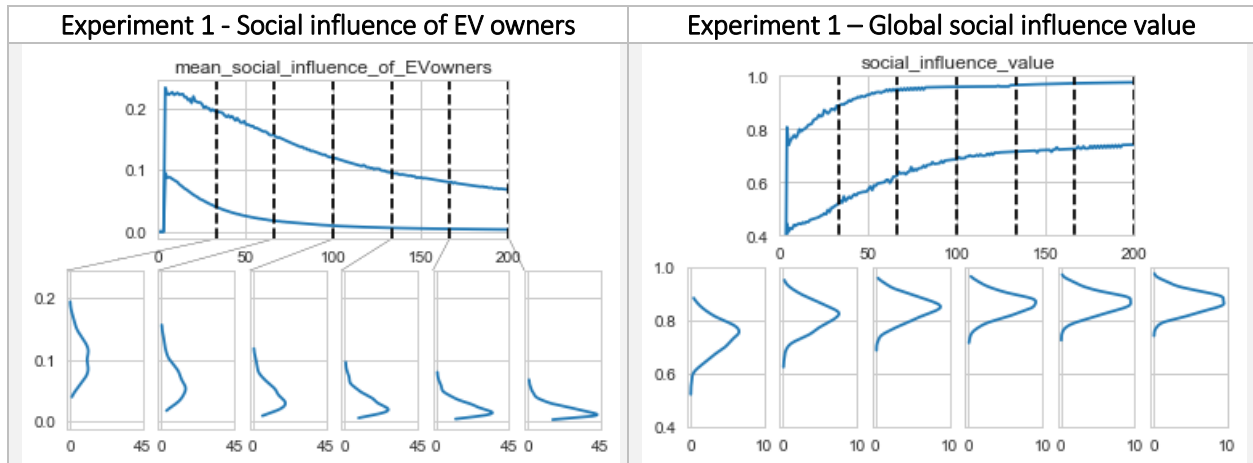 Experiment 1 - Social influence of EV owners
Experiment 1 – Global social influence value
mean_social_influence_of_EVowners
0.2
0.1
0.0
0 50 100 150 200
0.2
0.1
0.0
0 45 0 45 0 45 0 45 0 45 0 45
social_influence_value
1.0
0.8
0.6
0.4
0 50 100 150 200
1.0
0.8
0.6
0.4
0 10 0 10 0 10 0 10 0 10 0 10